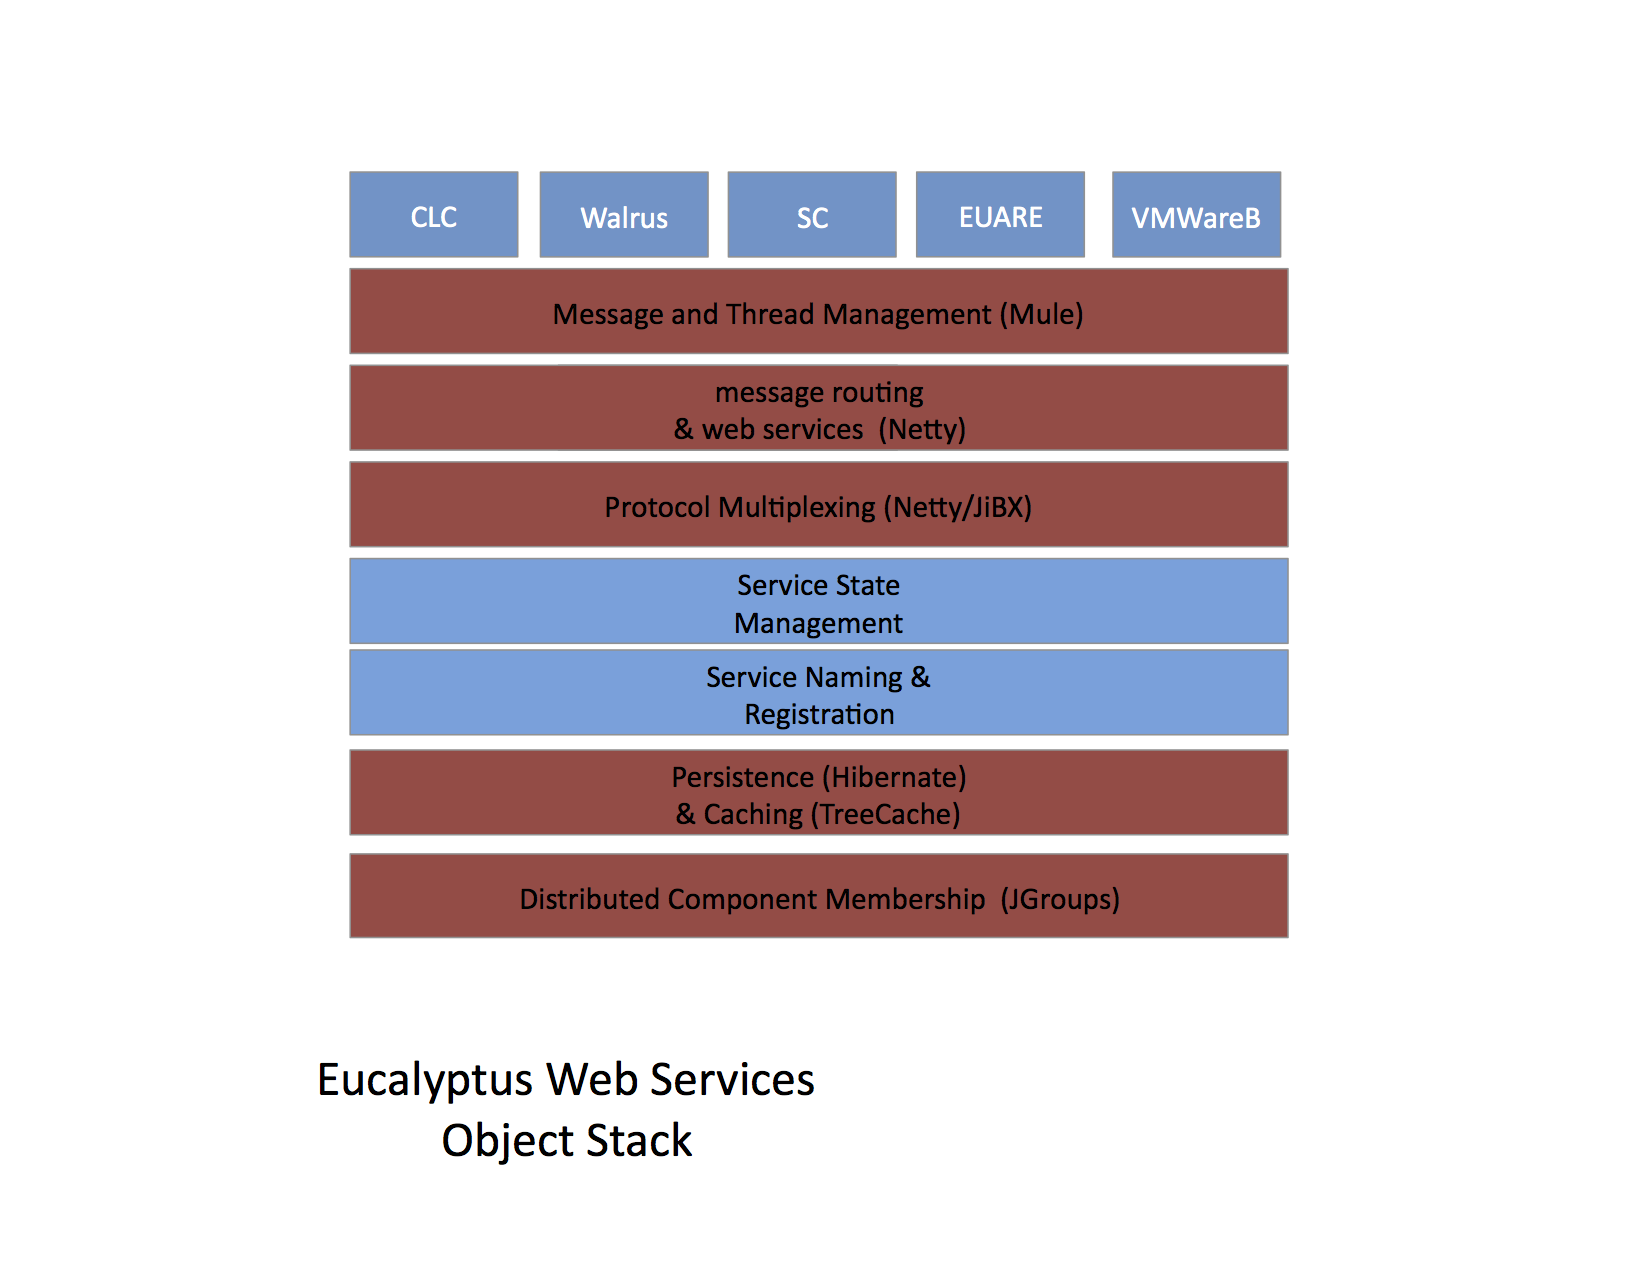 CLC Walrus SC EUARE VMWareB
Message and Thread Management (Mule)
message routing
& web services  (Netty)
Protocol Multiplexing (Netty/JiBX)
Service State
Management
Service Naming &
Registration
Persistence (Hibernate)
& Caching (TreeCache)
Distributed Component Membership  (JGroups)
Eucalyptus Web Services
Object Stack